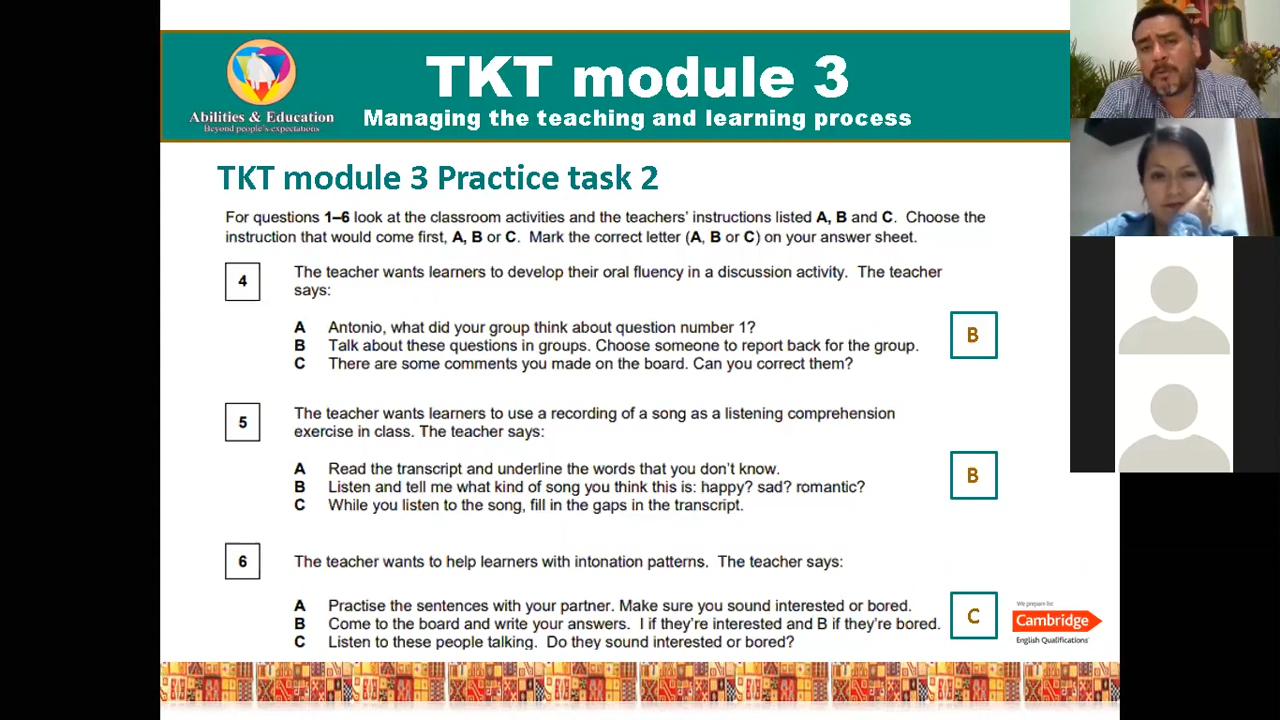 TKT module 3
Managing the teaching and learning process
Abilities & Education
Beyond people's expectations
TKT module 3 Practice task 2
For questions 1–6 look at the classroom activities and the teachers' instructions listed A, B and C. Choose the
instruction that would come first, A, B or C. Mark the correct letter (A, B or C) on your answer sheet.
4
The teacher wants learners to develop their oral fluency in a discussion activity. The teacher
says:
A Antonio, what did your group think about question number 1?
B Talk about these questions in groups. Choose someone to report back for the group.
C There are some comments you made on the board. Can you correct them?
B
5
The teacher wants learners to use a recording of a song as a listening comprehension
exercise in class. The teacher says:
A Read the transcript and underline the words that you don't know.
B Listen and tell me what kind of song you think this is: happy? sad? romantic?
C While you listen to the song, fill in the gaps in the transcript.
B
6
The teacher wants to help learners with intonation patterns. The teacher says:
A Practise the sentences with your partner. Make sure you sound interested or bored.
B Come to the board and write your answers. I if they're interested and B if they're bored.
C Listen to these people talking. Do they sound interested or bored?
C
We prepare for
Cambridge
English Qualifications